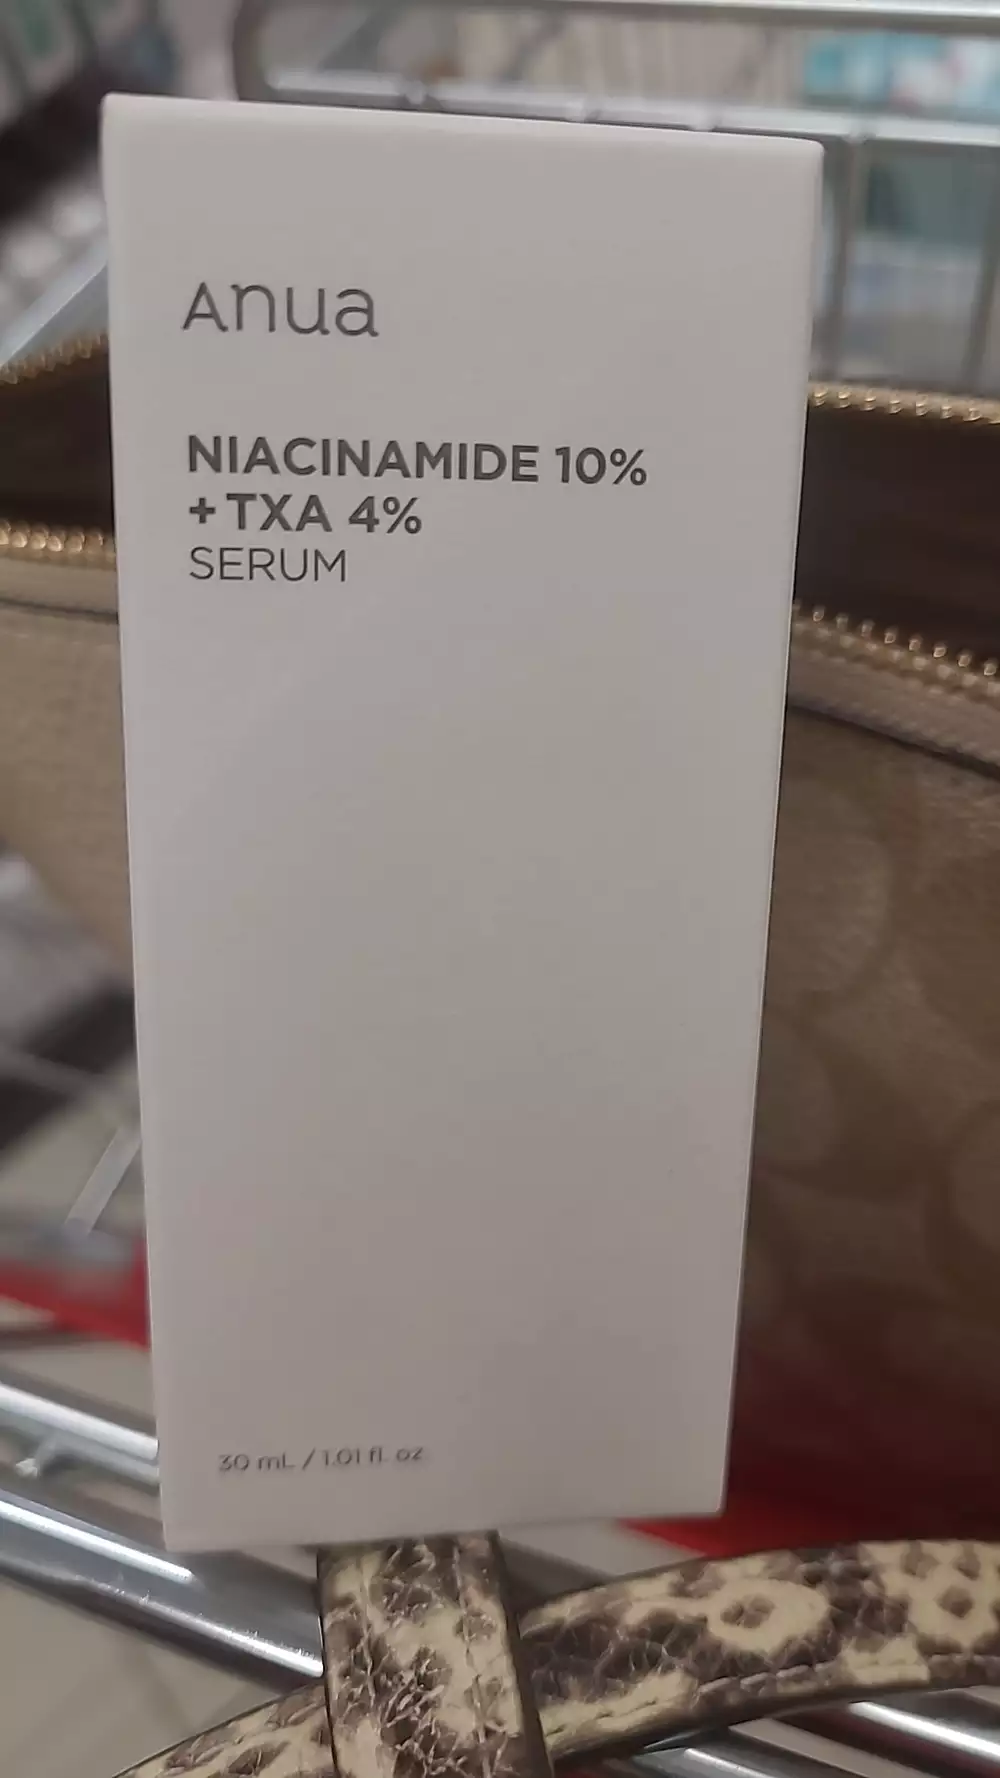 Anua
NIACINAMIDE 10%
+ TXA 4%
SERUM
30 mL / 1.01 fl. oz